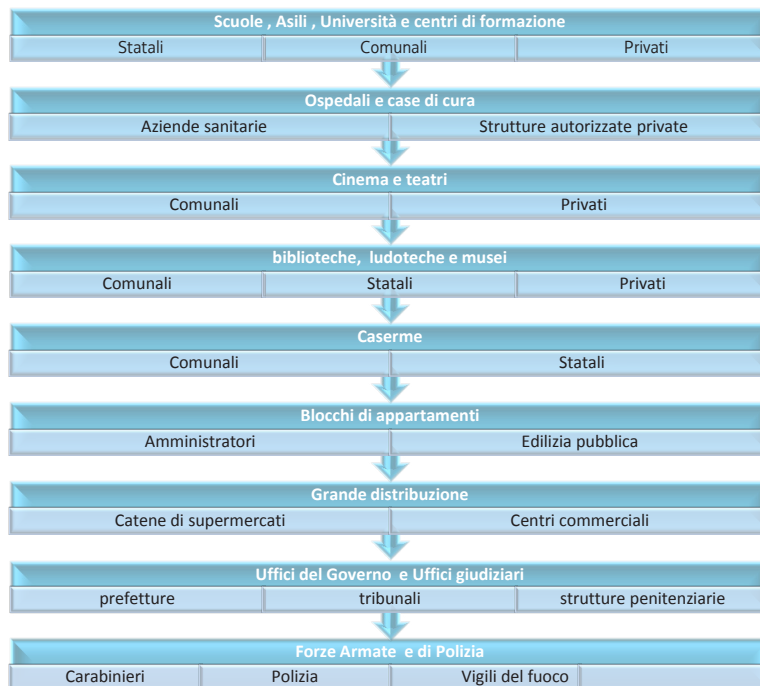 Scuole , Asili , Università e centri di formazione
Statali Comunali Privati
Ospedali e case di cura
Aziende sanitarie Strutture autorizzate private
Cinema e teatri
Comunali Privati
biblioteche, ludoteche e musei
Comunali Statali Privati
Caserme
Comunali Statali
Blocchi di appartamenti
Amministratori Edilizia pubblica
Grande distribuzione
Catene di supermercati Centri commerciali
Uffici del Governo e Uffici giudiziari
prefetture tribunali strutture penitenziarie
Forze Armate e di Polizia
Carabinieri Polizia Vigili del fuoco